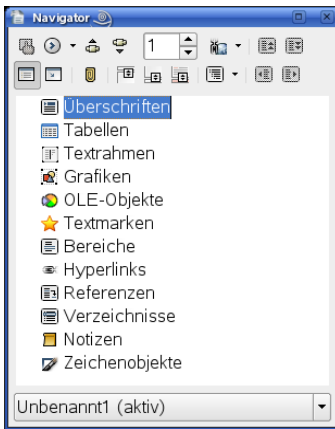 Navigator
1
Überschriften
Tabellen
Textrahmen
Grafiken
OLE-Objekte
Textmarken
Bereiche
Hyperlinks
Referenzen
Verzeichnisse
Notizen
Zeichenobjekte
Unbenannt1 (aktiv)